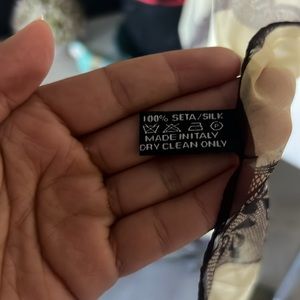 100% SETA/SILK
MADE IN ITALY
DRY CLEAN ONLY